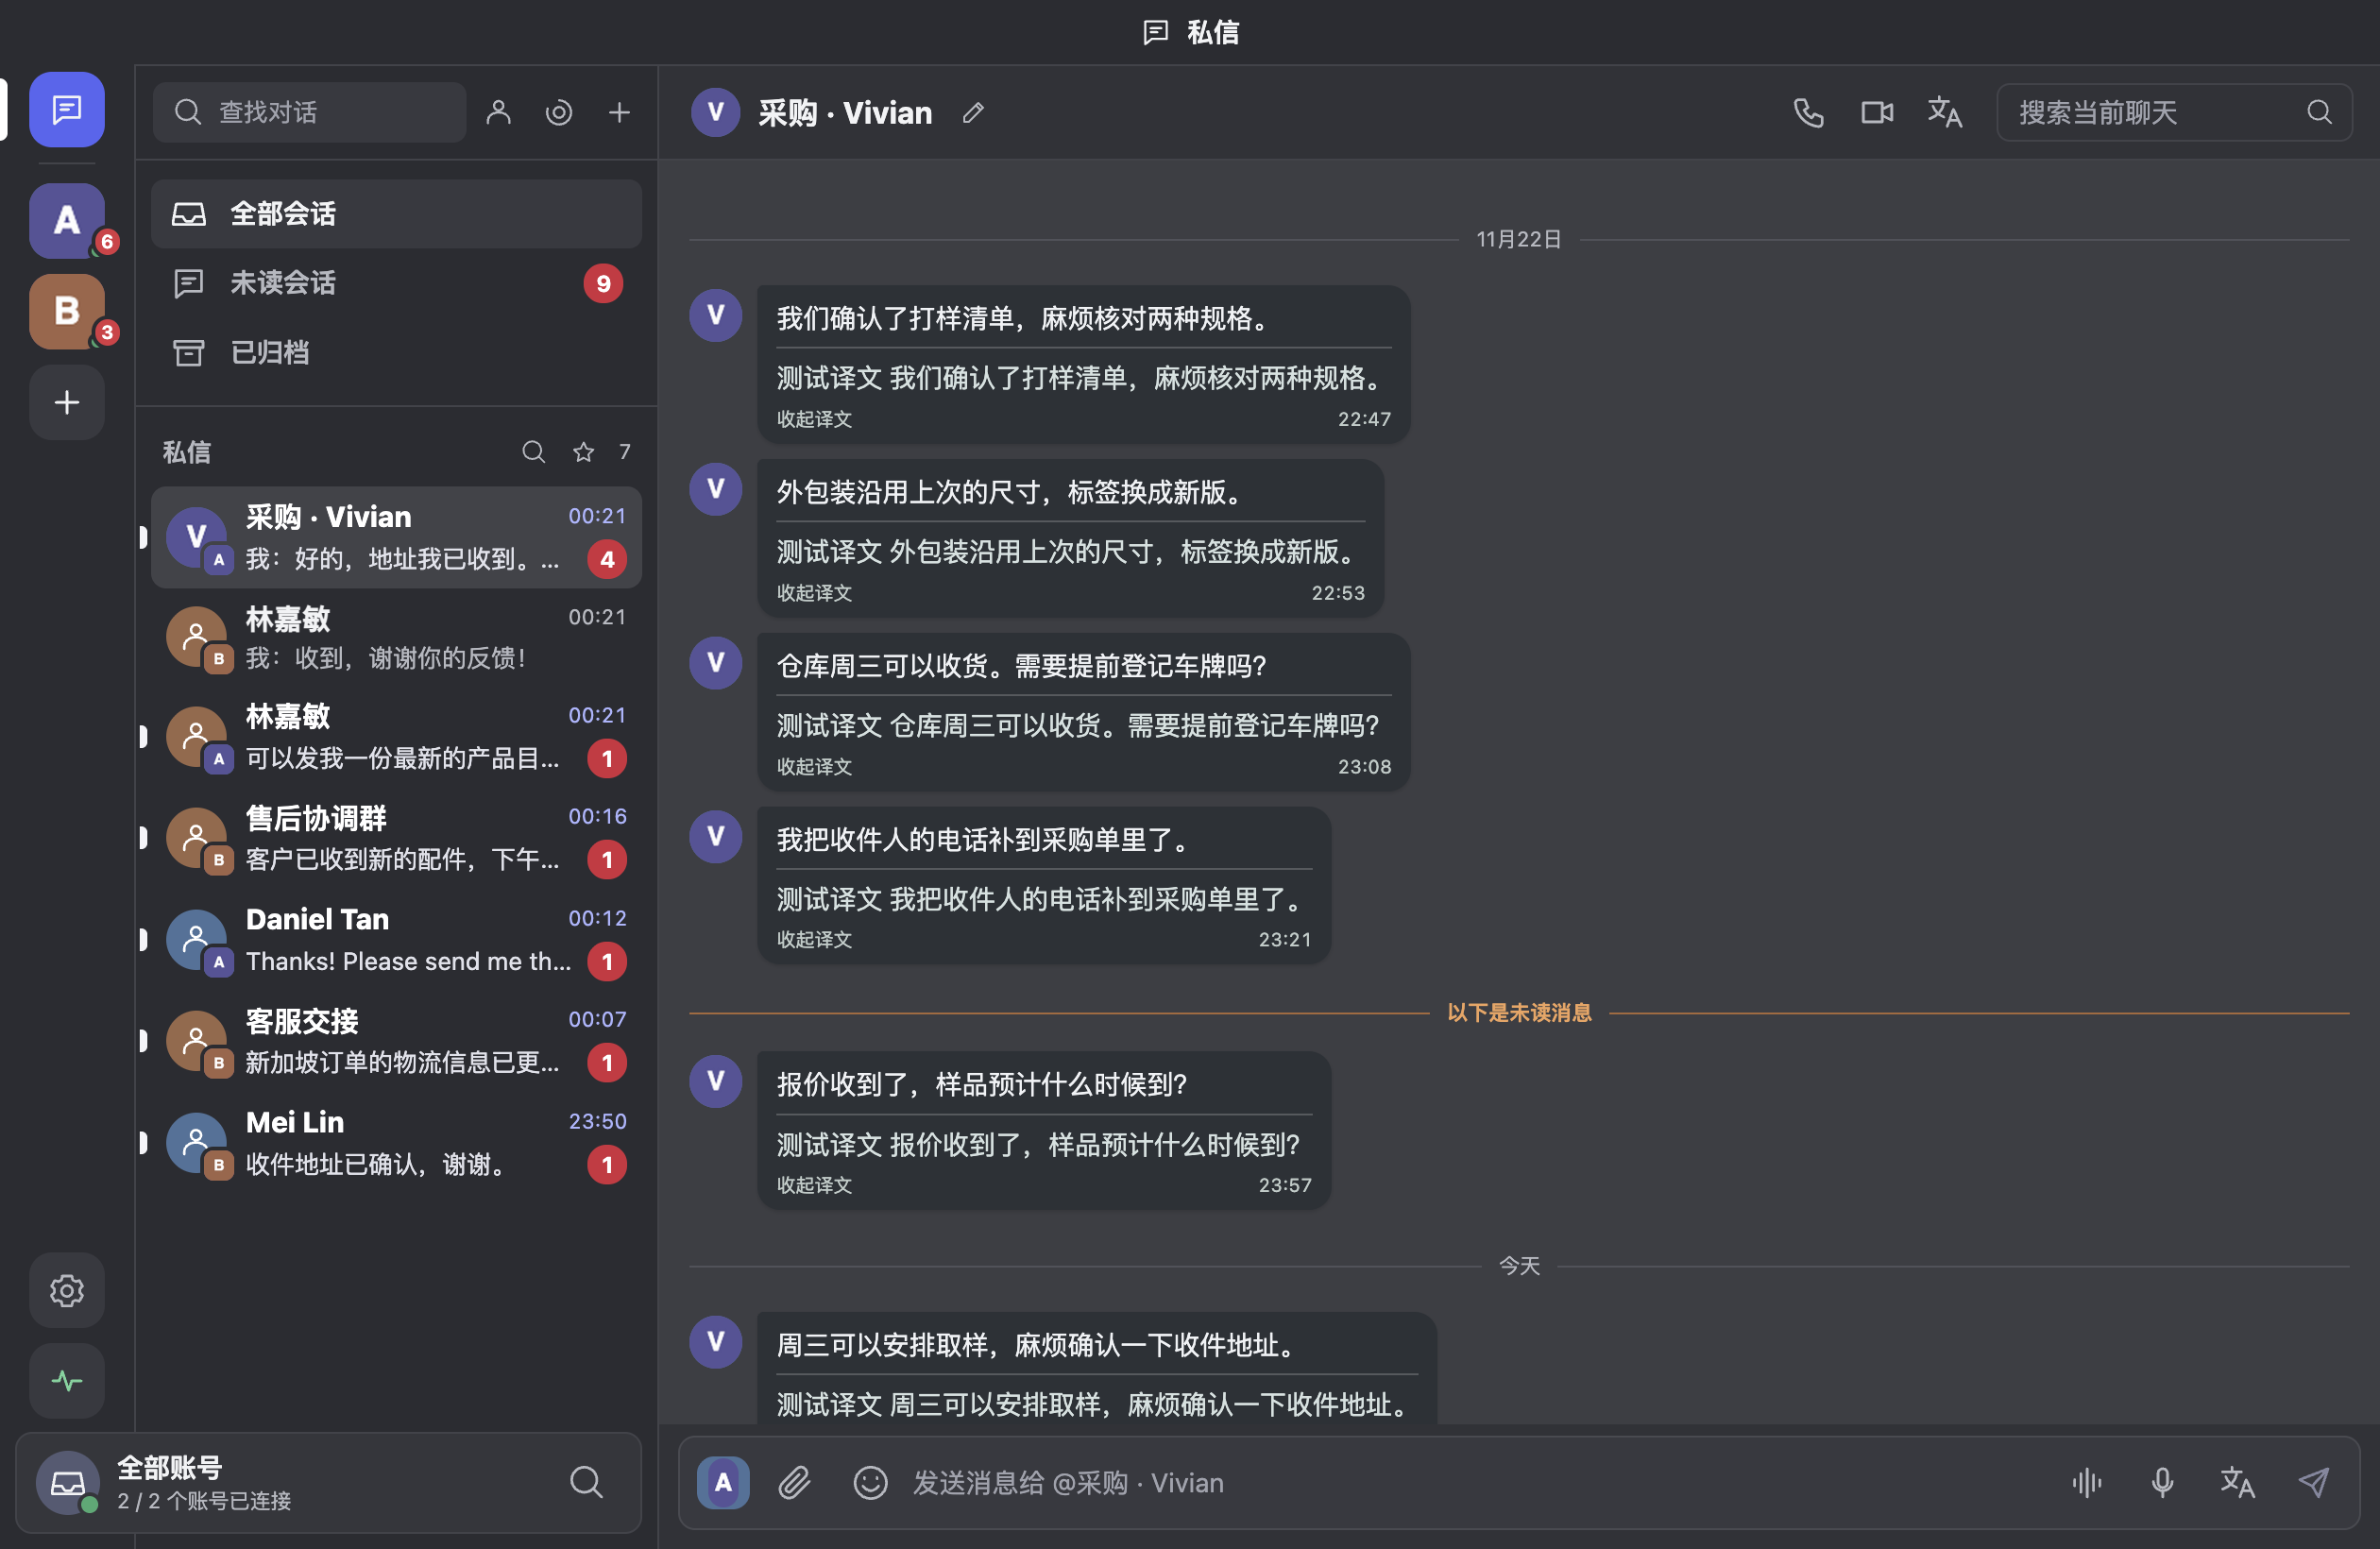 私信
查找对话
A
6
B
3
全部会话
未读会话
9
已归档
私信
7
V
A
采购 · Vivian
00:21
我：好的，地址我已收到。...
4
B
林嘉敏
00:21
我：收到，谢谢你的反馈！
A
林嘉敏
00:21
可以发我一份最新的产品目...
1
B
售后协调群
00:16
客户已收到新的配件，下午...
1
A
Daniel Tan
00:12
Thanks! Please send me th...
1
B
客服交接
00:07
新加坡订单的物流信息已更...
1
B
Mei Lin
23:50
收件地址已确认，谢谢。
1
全部账号
2 / 2 个账号已连接
V
采购 · Vivian
文A
搜索当前聊天
11月22日
V
我们确认了打样清单，麻烦核对两种规格。
测试译文 我们确认了打样清单，麻烦核对两种规格。
收起译文
22:47
V
外包装沿用上次的尺寸，标签换成新版。
测试译文 外包装沿用上次的尺寸，标签换成新版。
收起译文
22:53
V
仓库周三可以收货。需要提前登记车牌吗？
测试译文 仓库周三可以收货。需要提前登记车牌吗？
收起译文
23:08
V
我把收件人的电话补到采购单里了。
测试译文 我把收件人的电话补到采购单里了。
收起译文
23:21
以下是未读消息
V
报价收到了，样品预计什么时候到？
测试译文 报价收到了，样品预计什么时候到？
收起译文
23:57
今天
V
周三可以安排取样，麻烦确认一下收件地址。
测试译文 周三可以安排取样，麻烦确认一下收件地址。
A
发送消息给 @采购 · Vivian
文A